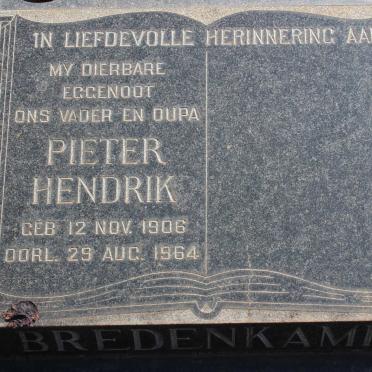 IN LIEFDEVOLLE HERINNERING AAN
MY DIERBARE
EGGENOOT
ONS VADER EN OUPA
PIETER
HENDRIK
GEB. 12 NOV. 1906
OORL. 29 AUG. 1964
BREDENKAMP